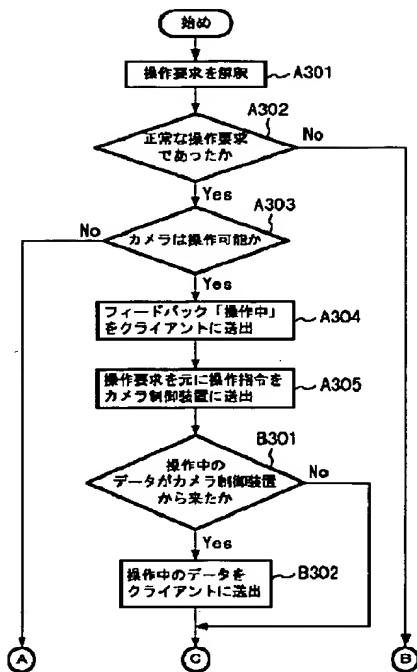 始め
操作要求を解釈
A301
A302
正常な操作要求
であったか
No
Yes
A303
No
カメラは操作可能か
Yes
フィードバック「操作中」
をクライアントに送出
A304
操作要求を元に操作指令を
カメラ制御装置に送出
A305
B301
操作中の
データがカメラ制御装置
から来たか
No
Yes
操作中のデータを
クライアントに送出
B302
A
C
B